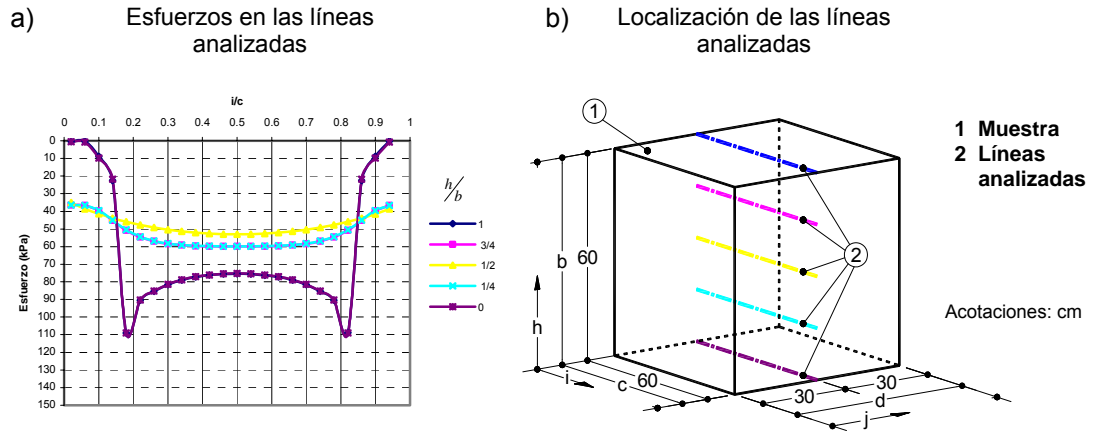 a) Esfuerzos en las líneas
analizadas
i/c
0 0.1 0.2 0.3 0.4 0.5 0.6 0.7 0.8 0.9 1
0
10
20
30
40
50
60
70
80
90
100
110
120
130
140
150
Esfuerzo (kPa)
h/b
1
3/4
1/2
1/4
0
b) Localización de las líneas
analizadas
1
2
b
60
h
i
c
60
30
30
d
j
1 Muestra
2 Líneas
analizadas
Acotaciones: cm